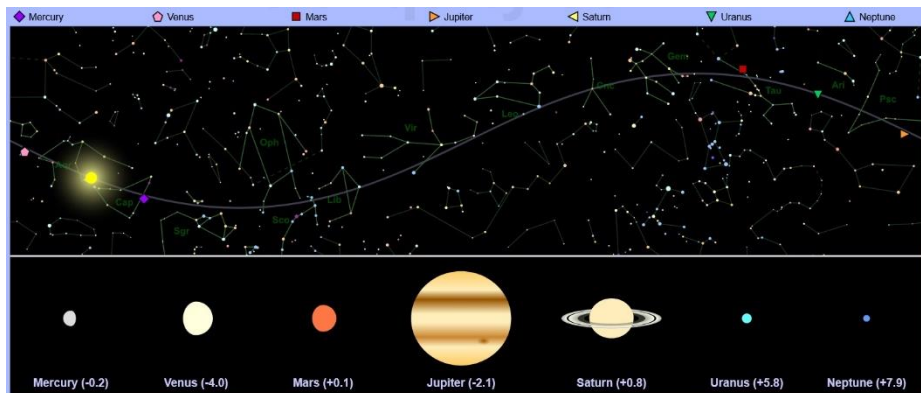 Mercury Venus Mars Jupiter Saturn Uranus Neptune
Gem
Cnc
Tau
Ari
Psc
Leo
Vir
Oph
Lib
Cap
Sco
Sgr
Mercury (-0.2) Venus (-4.0) Mars (+0.1) Jupiter (-2.1) Saturn (+0.8) Uranus (+5.8) Neptune (+7.9)